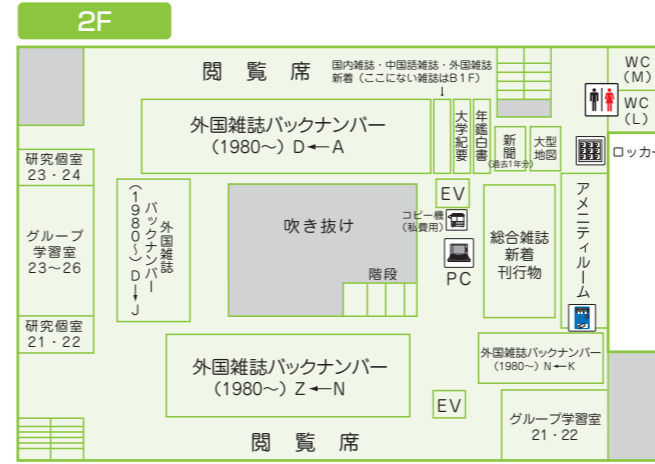 2F
閲覧席
国内雑誌・中国語雑誌・外国雑誌
新着（ここにない雑誌はB1F）
↓
WC
(M)
WC
(L)
外国雑誌バックナンバー
(1980～) D←A
大学紀要
年鑑白書
新聞
(過去1年分)
大型
地図
ロッカー
研究個室
23・24
グループ
学習室
23～26
研究個室
21・22
外国雑誌
バックナンバー
(1980～) D→J
吹き抜け
階段
EV
コピー機
(私費用)
PC
総合雑誌
新着
刊行物
アメニティルーム
外国雑誌バックナンバー
(1980～) Z←N
外国雑誌バックナンバー
(1980～) N←K
EV
グループ学習室
21・22
閲覧席